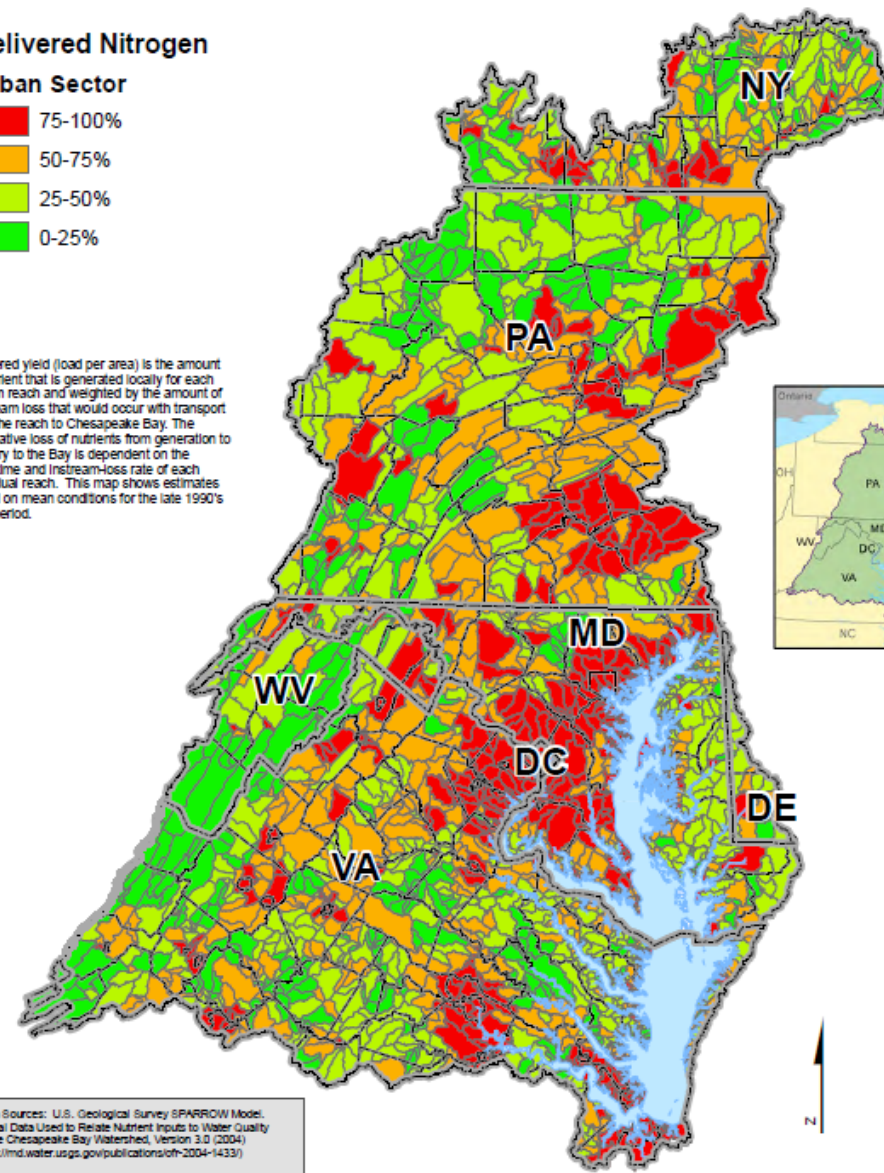 elivered Nitrogen
ban Sector
75-100%
50-75%
25-50%
0-25%
ered yield (load per area) is the amount
rient that is generated locally for each
n reach and weighted by the amount of
am loss that would occur with transport
he reach to Chesapeake Bay. The
ative loss of nutrients from generation to
ry to the Bay is dependent on the
ime and instream-loss rate of each
dual reach. This map shows estimates
d on mean conditions for the late 1990's
eriod.
NY
PA
MD
WV
DC
DE
VA
Ontario
OH
PA
WV
MD
DC
VA
NC
N
Sources: U.S. Geological Survey SPARROW Model.
al Data Used to Relate Nutrient Inputs to Water Quality
e Chesapeake Bay Watershed, Version 3.0 (2004)
://md.water.usgs.gov/publications/ofr-2004-1433/)